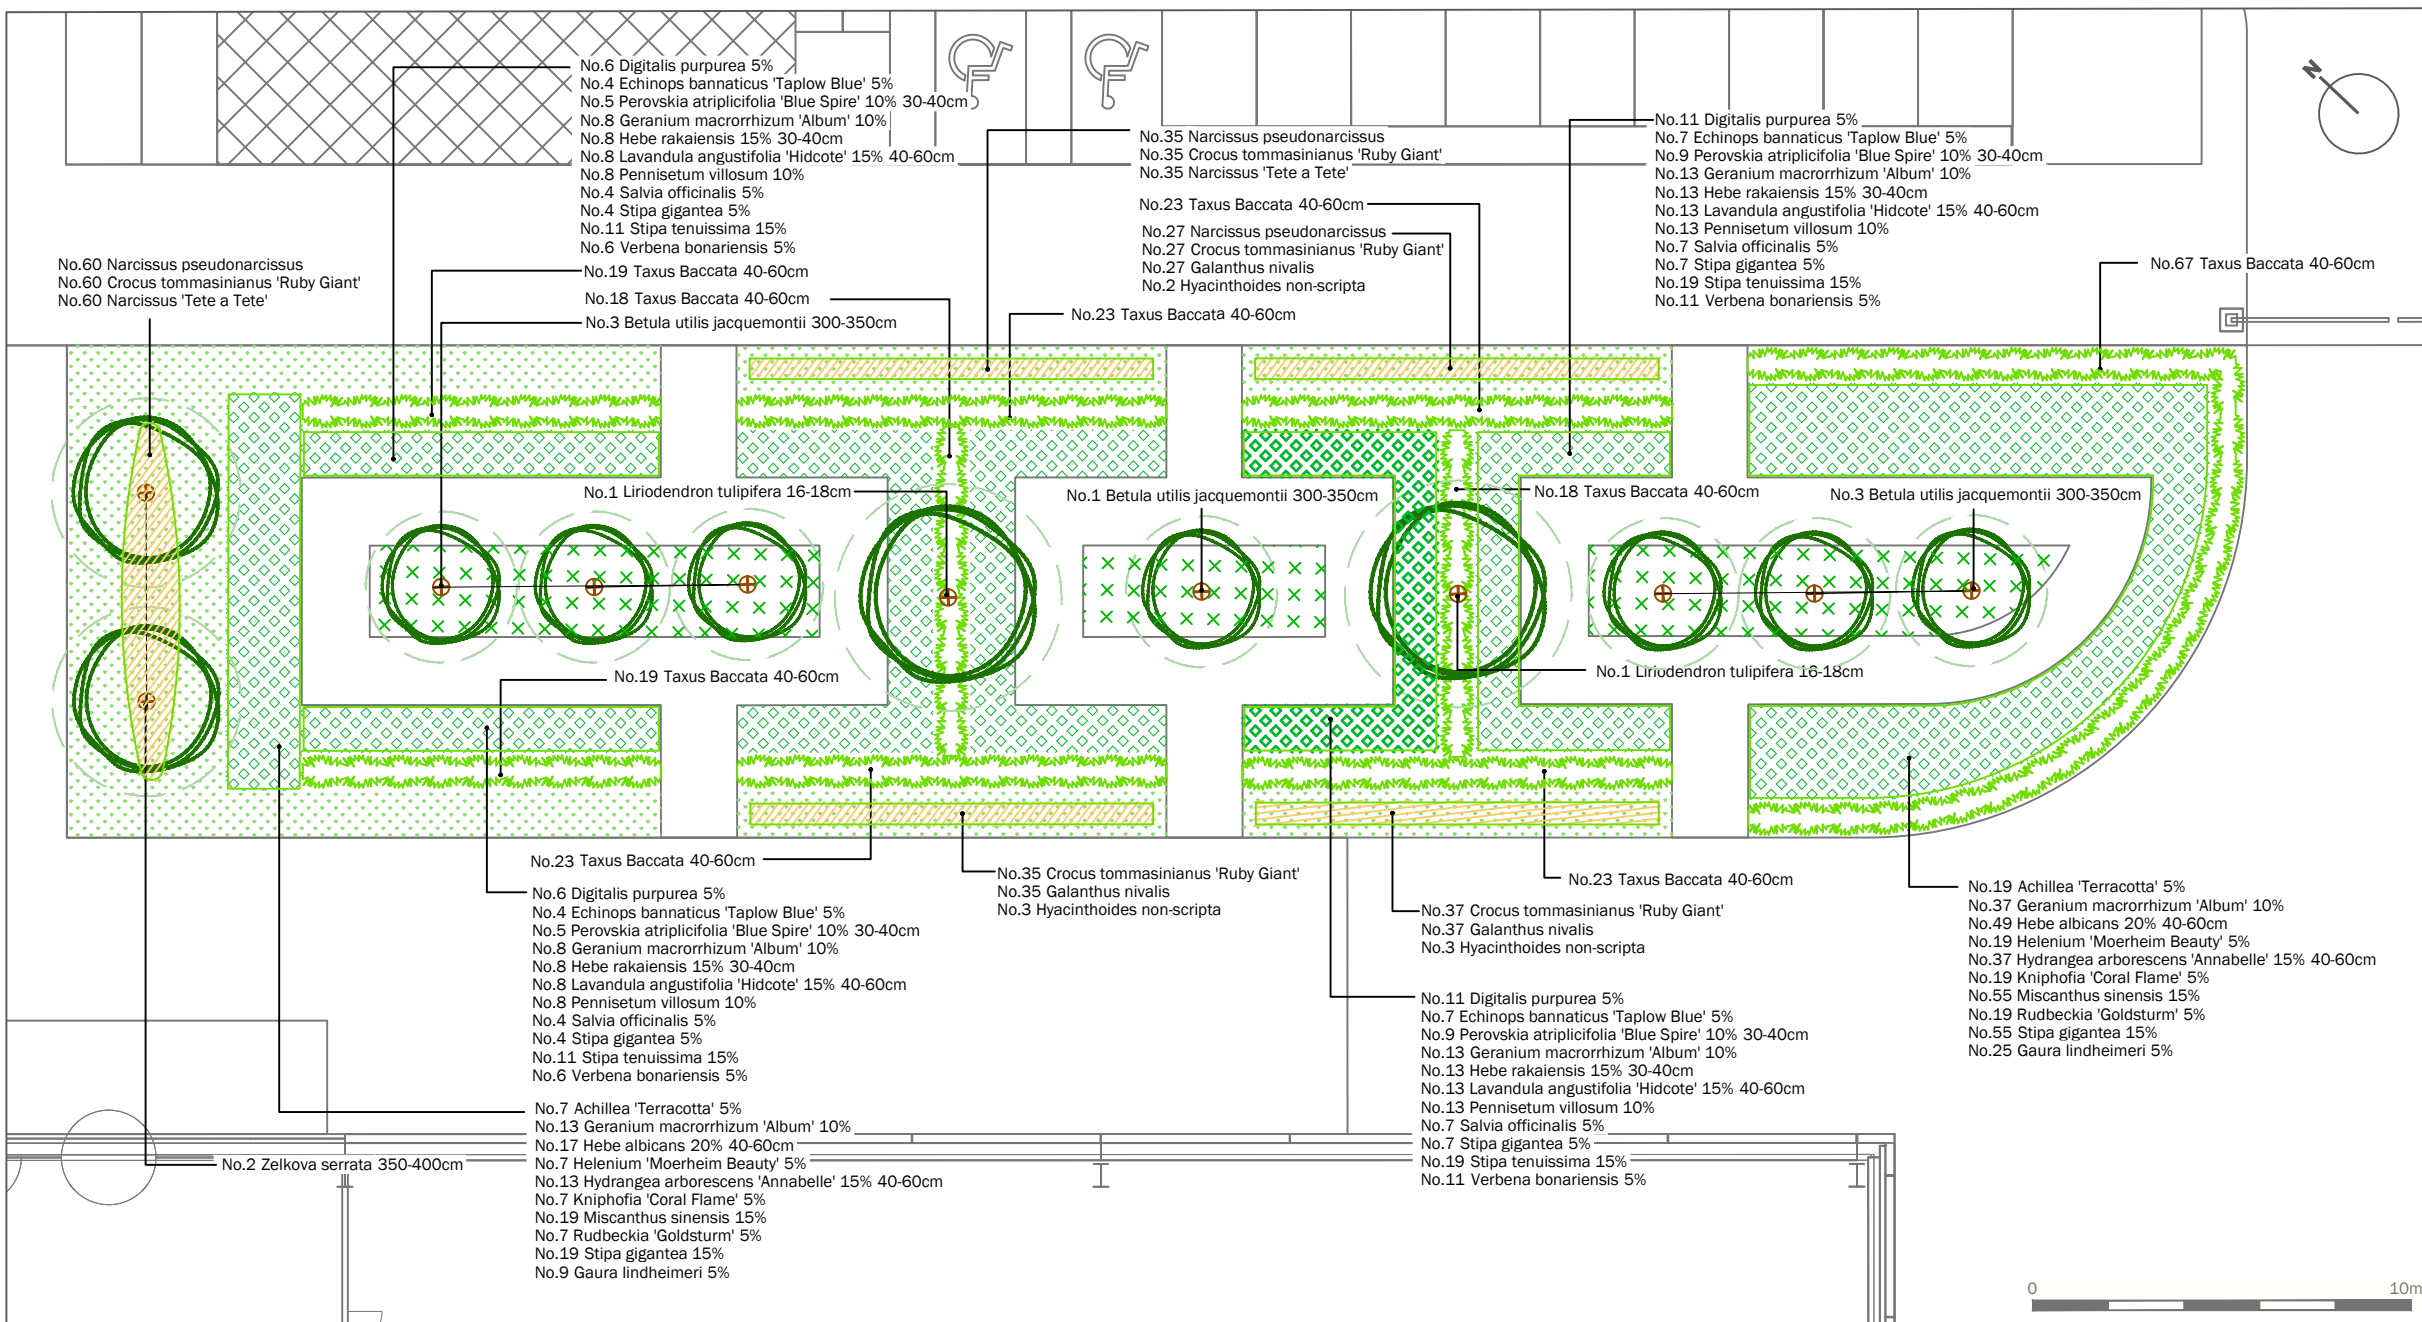 No.6 Digitalis purpurea 5%
No.4 Echinops bannaticus 'Taplow Blue' 5%
No.5 Perovskia atriplicifolia 'Blue Spire' 10% 30-40cm
No.8 Geranium macrorrhizum 'Album' 10%
No.8 Hebe rakaiensis 15% 30-40cm
No.8 Lavandula angustifolia 'Hidcote' 15% 40-60cm
No.8 Pennisetum villosum 10%
No.4 Salvia officinalis 5%
No.4 Stipa gigantea 5%
No.11 Stipa tenuissima 15%
No.6 Verbena bonariensis 5%
No.35 Narcissus pseudonarcissus
No.35 Crocus tommasinianus 'Ruby Giant'
No.35 Narcissus 'Tete a Tete'
No.23 Taxus Baccata 40-60cm
No.27 Narcissus pseudonarcissus
No.27 Crocus tommasinianus 'Ruby Giant'
No.27 Galanthus nivalis
No.2 Hyacinthoides non-scripta
No.23 Taxus Baccata 40-60cm
No.11 Digitalis purpurea 5%
No.7 Echinops bannaticus 'Taplow Blue' 5%
No.9 Perovskia atriplicifolia 'Blue Spire' 10% 30-40cm
No.13 Geranium macrorrhizum 'Album' 10%
No.13 Hebe rakaiensis 15% 30-40cm
No.13 Lavandula angustifolia 'Hidcote' 15% 40-60cm
No.13 Pennisetum villosum 10%
No.7 Salvia officinalis 5%
No.7 Stipa gigantea 5%
No.19 Stipa tenuissima 15%
No.11 Verbena bonariensis 5%
N
No.67 Taxus Baccata 40-60cm
No.60 Narcissus pseudonarcissus
No.60 Crocus tommasinianus 'Ruby Giant'
No.60 Narcissus 'Tete a Tete'
No.19 Taxus Baccata 40-60cm
No.18 Taxus Baccata 40-60cm
No.3 Betula utilis jacquemontii 300-350cm
No.1 Liriodendron tulipifera 16-18cm
No.1 Betula utilis jacquemontii 300-350cm
No.18 Taxus Baccata 40-60cm
No.3 Betula utilis jacquemontii 300-350cm
No.19 Taxus Baccata 40-60cm
No.1 Liriodendron tulipifera 16-18cm
No.23 Taxus Baccata 40-60cm
No.6 Digitalis purpurea 5%
No.4 Echinops bannaticus 'Taplow Blue' 5%
No.5 Perovskia atriplicifolia 'Blue Spire' 10% 30-40cm
No.8 Geranium macrorrhizum 'Album' 10%
No.8 Hebe rakaiensis 15% 30-40cm
No.8 Lavandula angustifolia 'Hidcote' 15% 40-60cm
No.8 Pennisetum villosum 10%
No.4 Salvia officinalis 5%
No.4 Stipa gigantea 5%
No.11 Stipa tenuissima 15%
No.6 Verbena bonariensis 5%
No.35 Crocus tommasinianus 'Ruby Giant'
No.35 Galanthus nivalis
No.3 Hyacinthoides non-scripta
No.23 Taxus Baccata 40-60cm
No.37 Crocus tommasinianus 'Ruby Giant'
No.37 Galanthus nivalis
No.3 Hyacinthoides non-scripta
No.19 Achillea 'Terracotta' 5%
No.37 Geranium macrorrhizum 'Album' 10%
No.49 Hebe albicans 20% 40-60cm
No.19 Helenium 'Moerheim Beauty' 5%
No.37 Hydrangea arborescens 'Annabelle' 15% 40-60cm
No.19 Kniphofia 'Coral Flame' 5%
No.55 Miscanthus sinensis 15%
No.19 Rudbeckia 'Goldsturm' 5%
No.55 Stipa gigantea 15%
No.25 Gaura lindheimeri 5%
No.11 Digitalis purpurea 5%
No.7 Echinops bannaticus 'Taplow Blue' 5%
No.9 Perovskia atriplicifolia 'Blue Spire' 10% 30-40cm
No.13 Geranium macrorrhizum 'Album' 10%
No.13 Hebe rakaiensis 15% 30-40cm
No.13 Lavandula angustifolia 'Hidcote' 15% 40-60cm
No.13 Pennisetum villosum 10%
No.7 Salvia officinalis 5%
No.7 Stipa gigantea 5%
No.19 Stipa tenuissima 15%
No.11 Verbena bonariensis 5%
No.2 Zelkova serrata 350-400cm
No.7 Achillea 'Terracotta' 5%
No.13 Geranium macrorrhizum 'Album' 10%
No.17 Hebe albicans 20% 40-60cm
No.7 Helenium 'Moerheim Beauty' 5%
No.13 Hydrangea arborescens 'Annabelle' 15% 40-60cm
No.7 Kniphofia 'Coral Flame' 5%
No.19 Miscanthus sinensis 15%
No.7 Rudbeckia 'Goldsturm' 5%
No.19 Stipa gigantea 15%
No.9 Gaura lindheimeri 5%
0 10m